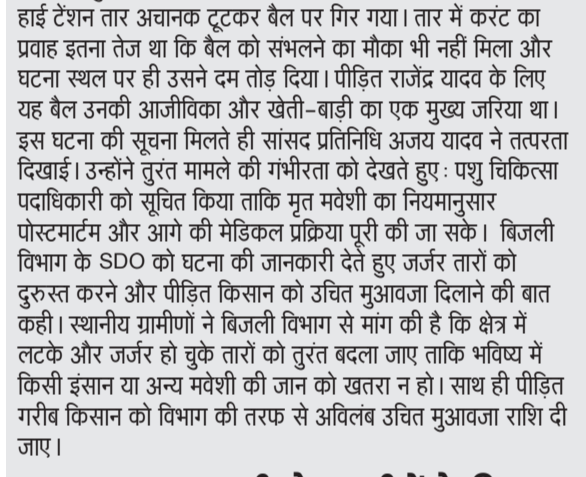 हाई टेंशन तार अचानक टूटकर बैल पर गिर गया। तार में करंट का
प्रवाह इतना तेज था कि बैल को संभलने का मौका भी नहीं मिला और
घटना स्थल पर ही उसने दम तोड़ दिया। पीड़ित राजेंद्र यादव के लिए
यह बैल उनकी आजीविका और खेती-बाड़ी का एक मुख्य जरिया था।
इस घटना की सूचना मिलते ही सांसद प्रतिनिधि अजय यादव ने तत्परता
दिखाई। उन्होंने तुरंत मामले की गंभीरता को देखते हुए: पशु चिकित्सा
पदाधिकारी को सूचित किया ताकि मृत मवेशी का नियमानुसार
पोस्टमार्टम और आगे की मेडिकल प्रक्रिया पूरी की जा सके। बिजली
विभाग के SDO को घटना की जानकारी देते हुए जर्जर तारों को
दुरुस्त करने और पीड़ित किसान को उचित मुआवजा दिलाने की बात
कही। स्थानीय ग्रामीणों ने बिजली विभाग से मांग की है कि क्षेत्र में
लटके और जर्जर हो चुके तारों को तुरंत बदला जाए ताकि भविष्य में
किसी इंसान या अन्य मवेशी की जान को खतरा न हो। साथ ही पीड़ित
गरीब किसान को विभाग की तरफ से अविलंब उचित मुआवजा राशि दी
जाए।